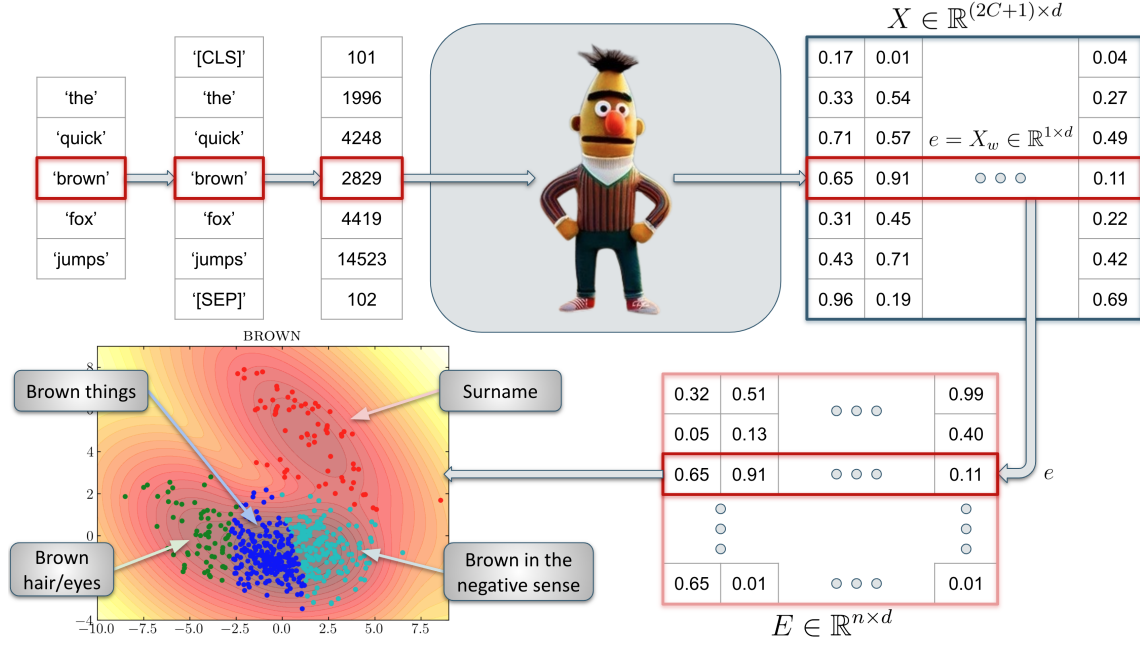 X ∈ ℝ^{(2C+1)×d}
‘the’
‘quick’
‘brown’
‘fox’
‘jumps’
‘[CLS]’
‘the’
‘quick’
‘brown’
‘fox’
‘jumps’
‘[SEP]’
101
1996
4248
2829
4419
14523
102
0.17 0.01 0.04
0.33 0.54 0.27
0.71 0.57 e = X_w ∈ ℝ^{1×d} 0.49
0.65 0.91 0.11
0.31 0.45 0.22
0.43 0.71 0.42
0.96 0.19 0.69
BROWN
Brown things
Surname
Brown
hair/eyes
Brown in the
negative sense
8
6
4
2
0
−4
−10.0 −7.5 −5.0 −2.5 0.0 2.5 5.0 7.5
0.32 0.51 0.99
0.05 0.13 0.40
0.65 0.91 0.11
e
0.65 0.01 0.01
E ∈ ℝ^{n×d}